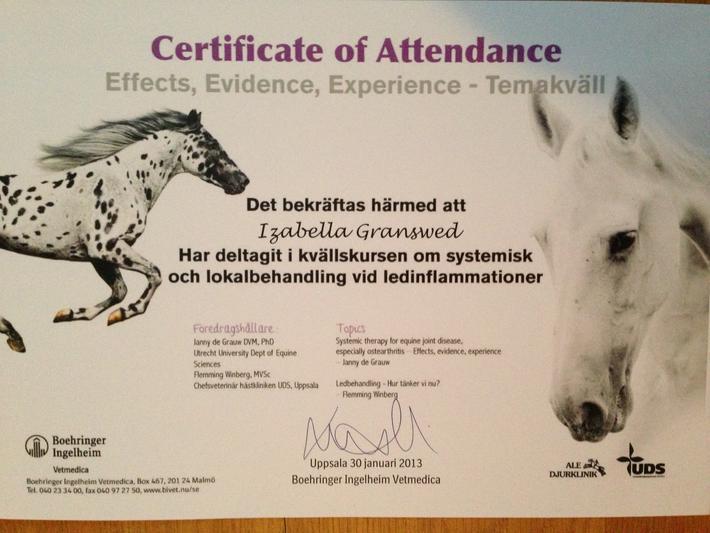 Certificate of Attendance
Effects, Evidence, Experience - Temakväll
Det bekräftas härmed att
Izabella Granswed
Har deltagit i kvällskursen om systemisk
och lokalbehandling vid ledinflammationer
Föredragshållare:
Janny de Grauw DVM, PhD
Utrecht University Dept of Equine
Sciences
Flemming Winberg, MVSc
Chefsveterinär hästkliniken UDS, Uppsala
Topics
Systemic therapy for equine joint disease,
especially ostearthritis - Effects, evidence, experience
- Janny de Grauw
Ledbehandling - Hur tänker vi nu?
- Flemming Winberg
Uppsala 30 januari 2013
Boehringer Ingelheim Vetmedica
Boehringer
Ingelheim
Vetmedica
Boehringer Ingelheim Vetmedica, Box 467, 201 24 Malmö
Tel. 040 23 34 00, fax 040 97 27 50, www.bivet.nu/se
ALE
DJURKLINIK
UDS